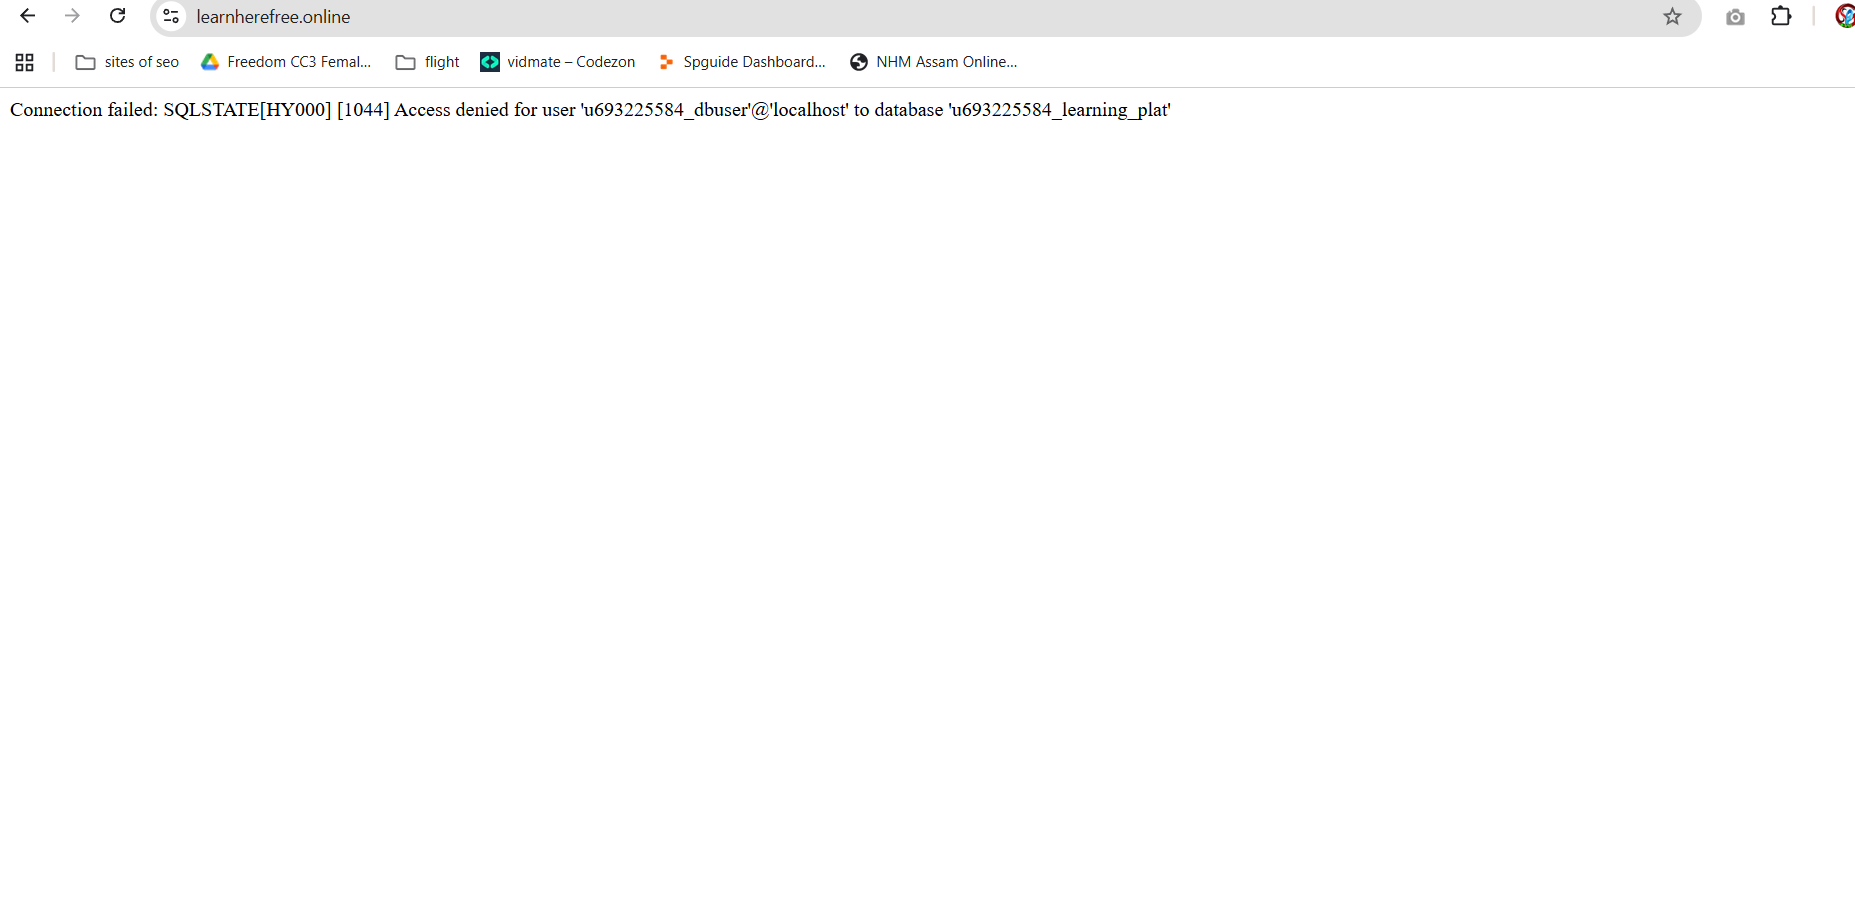 learnherefree.online
sites of seo Freedom CC3 Femal... flight vidmate – Codezon Spguide Dashboard... NHM Assam Online...
Connection failed: SQLSTATE[HY000] [1044] Access denied for user 'u693225584_dbuser'@'localhost' to database 'u693225584_learning_plat'